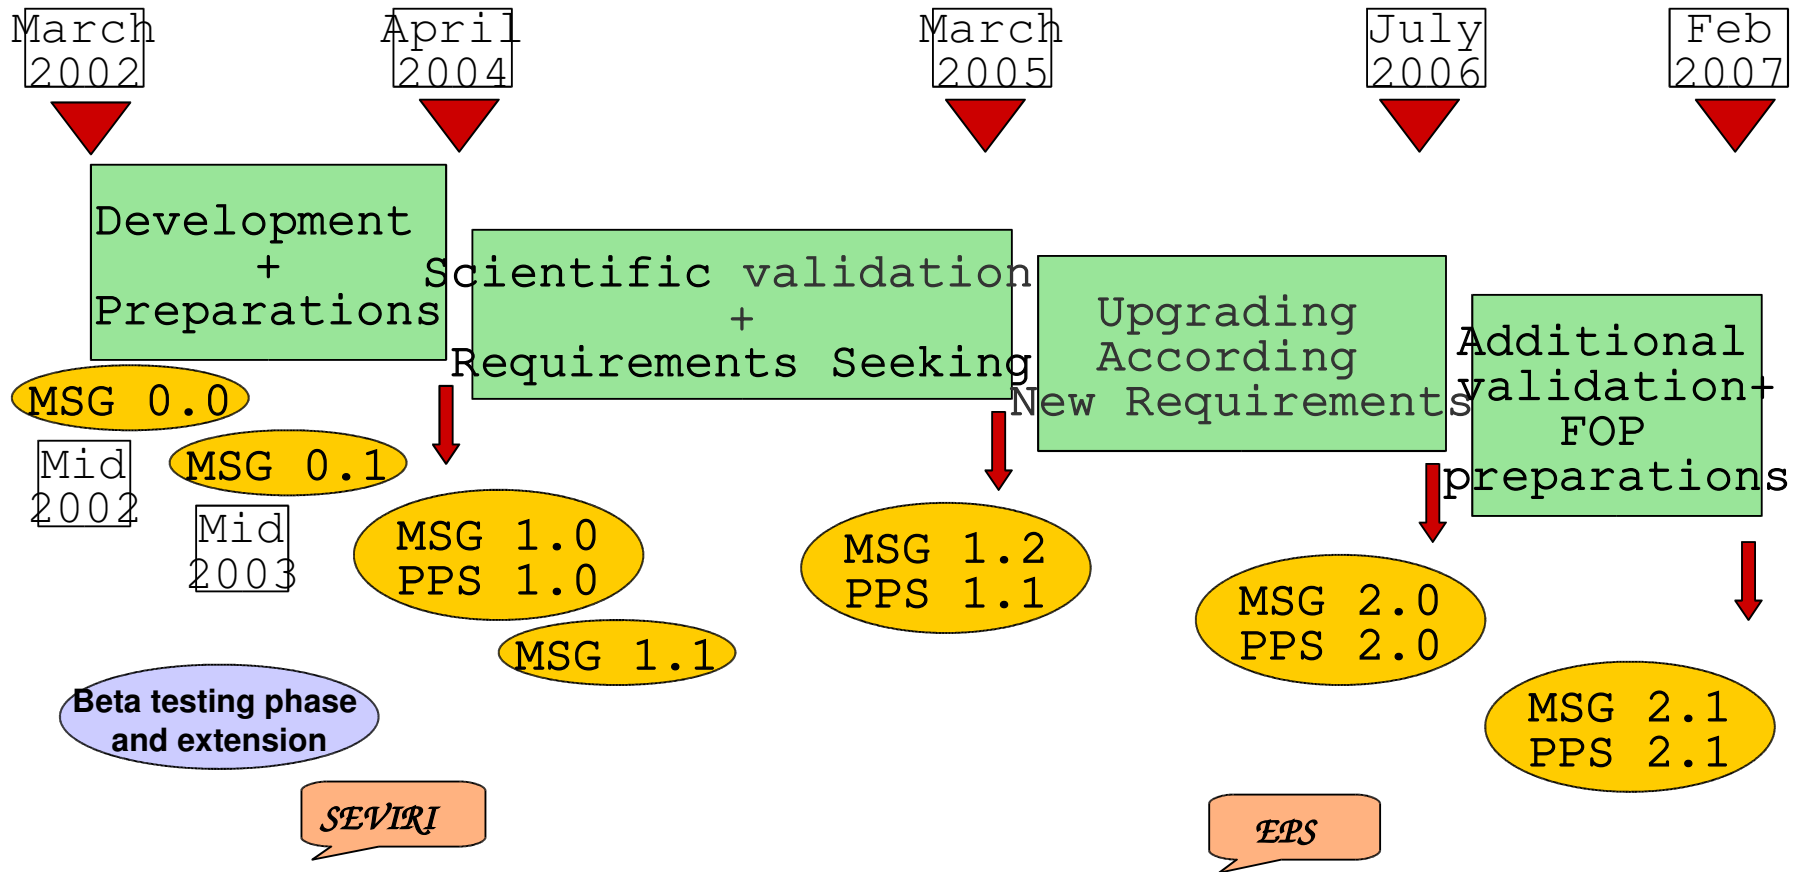 March
2002
April
2004
March
2005
July
2006
Feb
2007
Development
+
Preparations
Scientific validation
+
Requirements Seeking
Upgrading
According
New Requirements
Additional
validation+
FOP
preparations
MSG 0.0
Mid
2002
MSG 0.1
Mid
2003
MSG 1.0
PPS 1.0
MSG 1.1
MSG 1.2
PPS 1.1
MSG 2.0
PPS 2.0
MSG 2.1
PPS 2.1
Beta testing phase
and extension
SEVIRI
EPS